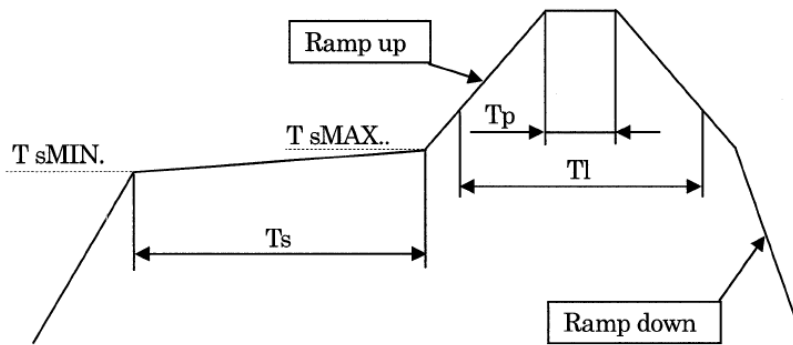 Ramp up
Tp
T sMAX..
T sMIN.
Tl
Ts
Ramp down